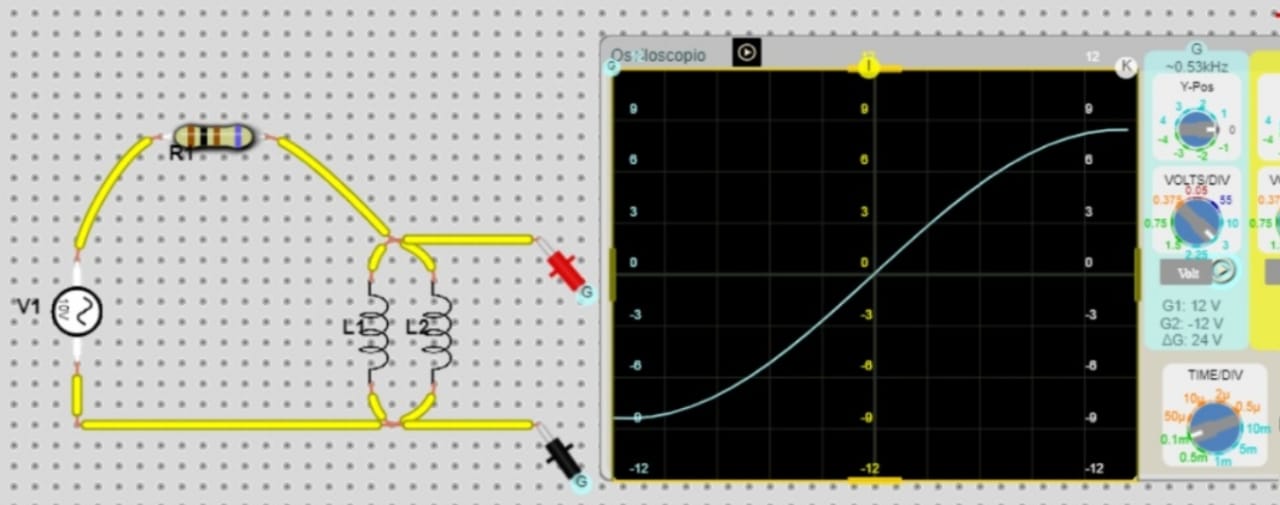 Osciloscopio
G
12
I
12
K
9
9
9
6
6
6
3
3
3
0
0
0
-3
-3
-3
-6
-6
-6
-9
-9
-9
-12
-12
-12
R1
V1
10V
L1
L2
G
G
G
~0.53kHz
Y-Pos
3
2
1
4
0
-4
-1
-3
-2
VOLTS/DIV
0.05
0.375
55
0.75
10
1.5
3
2.25
Volt
G1: 12 V
G2: -12 V
ΔG: 24 V
TIME/DIV
10µ
2µ
50µ
0.5µ
0.1m
10m
0.5m
5m
1m